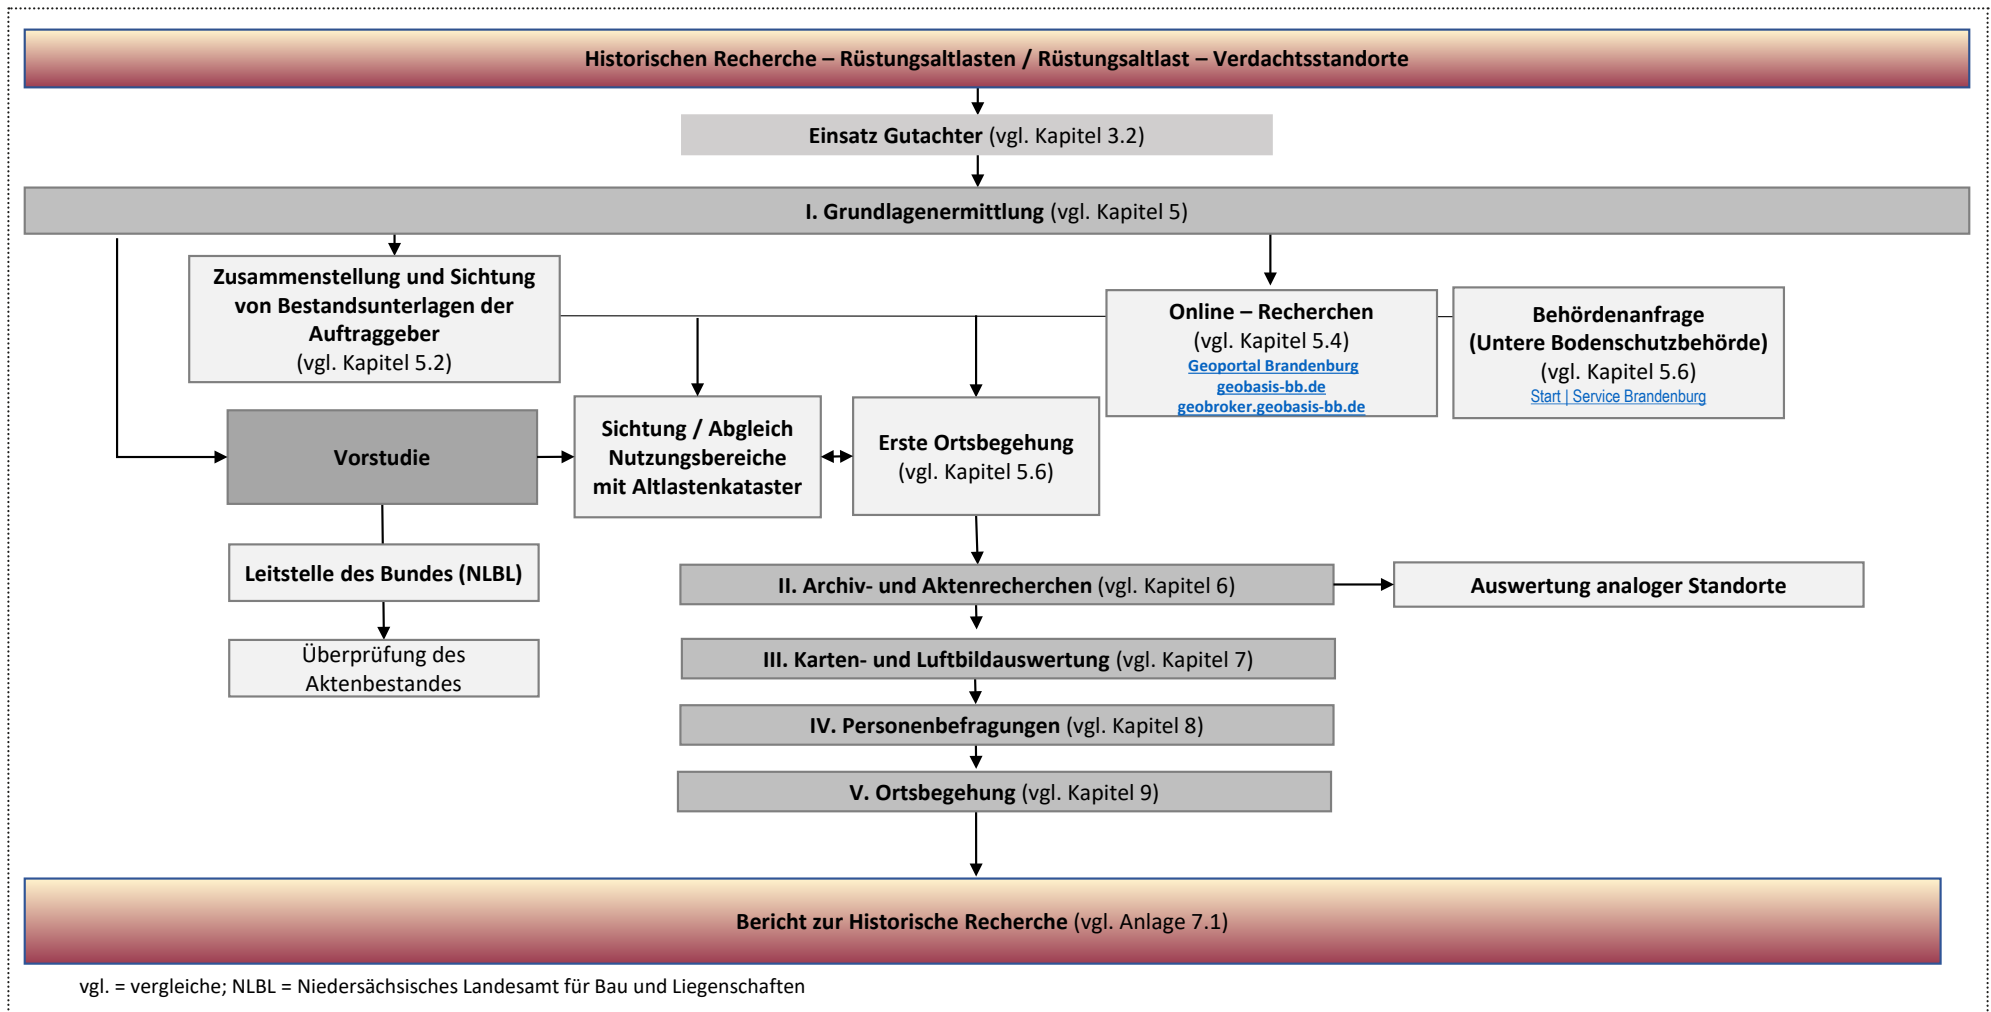 Historischen Recherche – Rüstungsaltlasten / Rüstungsaltlast – Verdachtsstandorte
Einsatz Gutachter (vgl. Kapitel 3.2)
I. Grundlagenermittlung (vgl. Kapitel 5)
Zusammenstellung und Sichtung
von Bestandsunterlagen der
Auftraggeber
(vgl. Kapitel 5.2)
Online – Recherchen
(vgl. Kapitel 5.4)
Geoportal Brandenburg
geobasis-bb.de
geobroker.geobasis-bb.de
Behördenanfrage
(Untere Bodenschutzbehörde)
(vgl. Kapitel 5.6)
Start | Service Brandenburg
Vorstudie
Sichtung / Abgleich
Nutzungsbereiche
mit Altlastenkataster
Erste Ortsbegehung
(vgl. Kapitel 5.6)
Leitstelle des Bundes (NLBL)
Überprüfung des
Aktenbestandes
II. Archiv- und Aktenrecherchen (vgl. Kapitel 6)
Auswertung analoger Standorte
III. Karten- und Luftbildauswertung (vgl. Kapitel 7)
IV. Personenbefragungen (vgl. Kapitel 8)
V. Ortsbegehung (vgl. Kapitel 9)
Bericht zur Historische Recherche (vgl. Anlage 7.1)
vgl. = vergleiche; NLBL = Niedersächsisches Landesamt für Bau und Liegenschaften